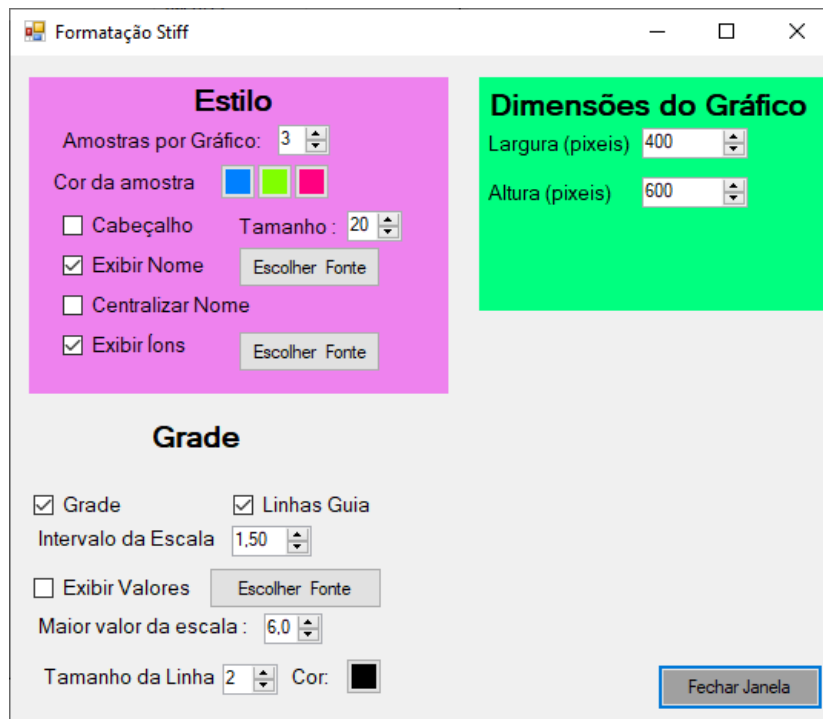 Formatação Stiff
Estilo
Amostras por Gráfico: 3
Cor da amostra
Cabeçalho Tamanho : 20
Exibir Nome Escolher Fonte
Centralizar Nome
Exibir Íons Escolher Fonte
Dimensões do Gráfico
Largura (pixeis) 400
Altura (pixeis) 600
Grade
Grade Linhas Guia
Intervalo da Escala 1,50
Exibir Valores Escolher Fonte
Maior valor da escala : 6,0
Tamanho da Linha 2 Cor:
Fechar Janela